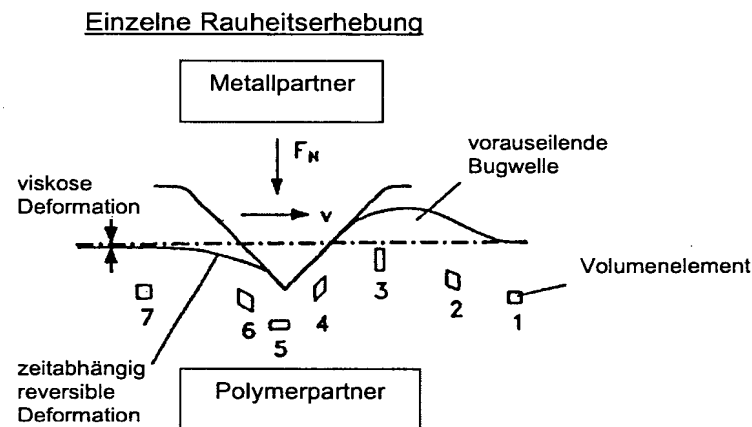 Einzelne Rauheitserhebung
Metallpartner
F_N
vorauseilende
Bugwelle
viskose
Deformation
v
Volumenelement
7
6
5
4
3
2
1
zeitabhängig
reversible
Deformation
Polymerpartner